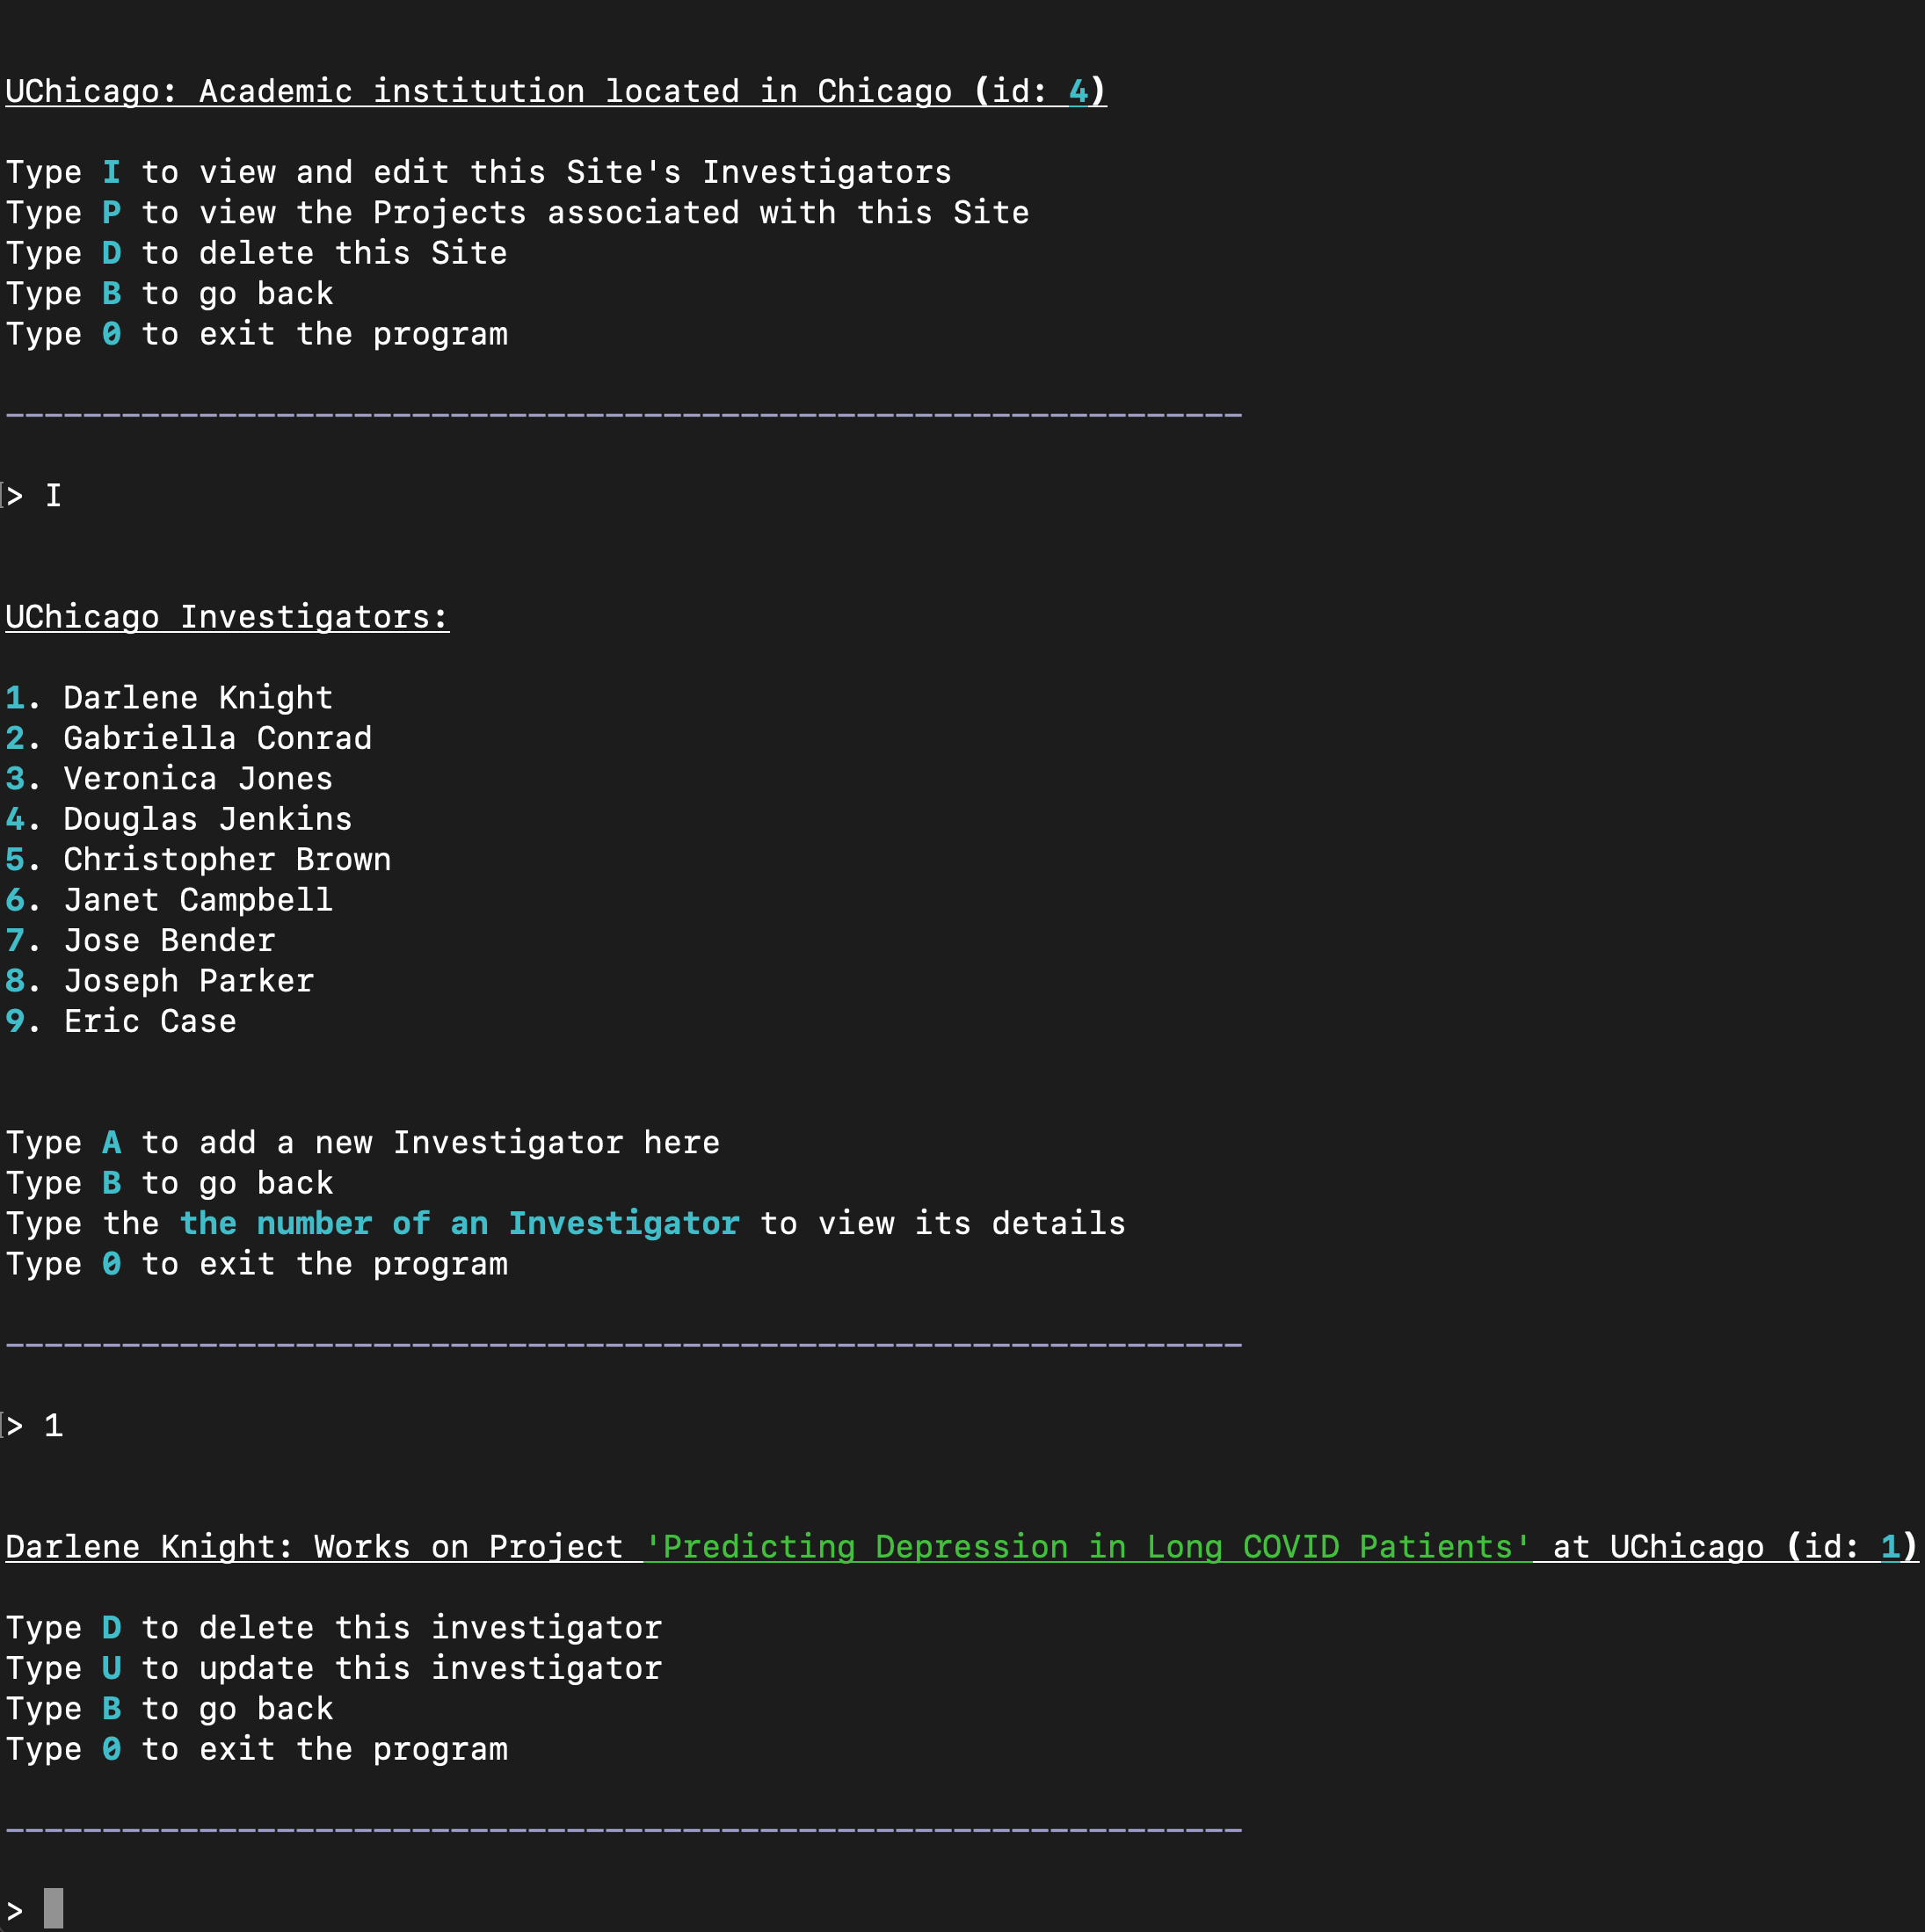 UChicago: Academic institution located in Chicago (id: 4)
Type I to view and edit this Site's Investigators
Type P to view the Projects associated with this Site
Type D to delete this Site
Type B to go back
Type 0 to exit the program
----------------------------------------------------------------
> I
UChicago Investigators:
1. Darlene Knight
2. Gabriella Conrad
3. Veronica Jones
4. Douglas Jenkins
5. Christopher Brown
6. Janet Campbell
7. Jose Bender
8. Joseph Parker
9. Eric Case
Type A to add a new Investigator here
Type B to go back
Type the the number of an Investigator to view its details
Type 0 to exit the program
----------------------------------------------------------------
> 1
Darlene Knight: Works on Project 'Predicting Depression in Long COVID Patients' at UChicago (id: 1)
Type D to delete this investigator
Type U to update this investigator
Type B to go back
Type 0 to exit the program
----------------------------------------------------------------
>